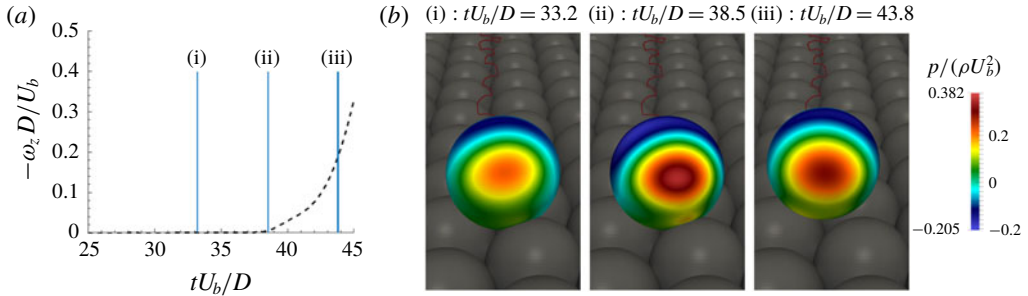 (a)
0.5
0.4
0.3
0.2
0.1
0
−ω_z D/U_b
(i)
(ii)
(iii)
25
30
35
40
45
tU_b/D
(b)
(i) : tU_b/D = 33.2
(ii) : tU_b/D = 38.5
(iii) : tU_b/D = 43.8
p/(ρU_b^2)
0.382
0.2
0
−0.205
−0.2